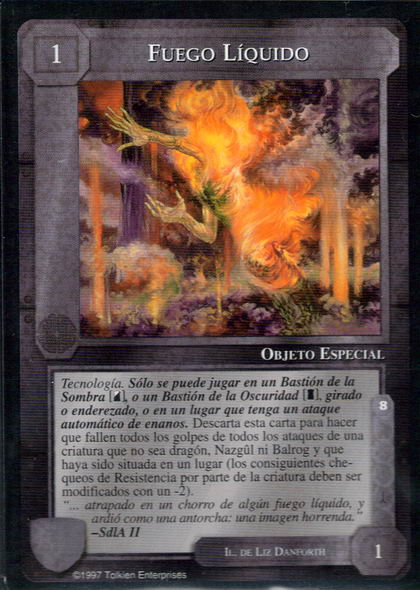 1
FUEGO LÍQUIDO
OBJETO ESPECIAL
Tecnología. Sólo se puede jugar en un Bastión de la
Sombra [], o un Bastión de la Oscuridad [], girado
o enderezado, o en un lugar que tenga un ataque
automático de enanos. Descarta esta carta para hacer
que fallen todos los golpes de todos los ataques de una
criatura que no sea dragón, Nazgûl ni Balrog y que
haya sido situada en un lugar (los consiguientes che-
queos de Resistencia por parte de la criatura deben ser
modificados con un -2).
"... atrapado en un chorro de algún fuego líquido, y
ardió como una antorcha: una imagen horrenda."
–SdlA II
8
IL. DE LIZ DANFORTH
1
©1997 Tolkien Enterprises